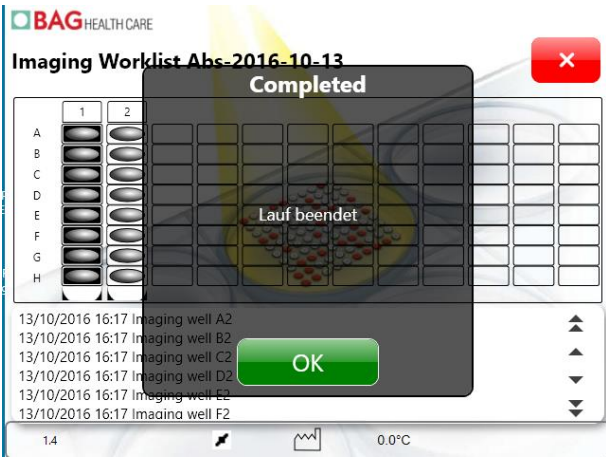 BAG HEALTH CARE
Imaging Worklist Abs-2016-10-13
Completed
1 2
A
B
C
D
E
F
G
H
Lauf beendet
13/10/2016 16:17 Imaging well A2
13/10/2016 16:17 Imaging well B2
13/10/2016 16:17 Imaging well C2
13/10/2016 16:17 Imaging well D2
13/10/2016 16:17 Imaging well E2
13/10/2016 16:17 Imaging well F2
OK
1.4 0.0°C